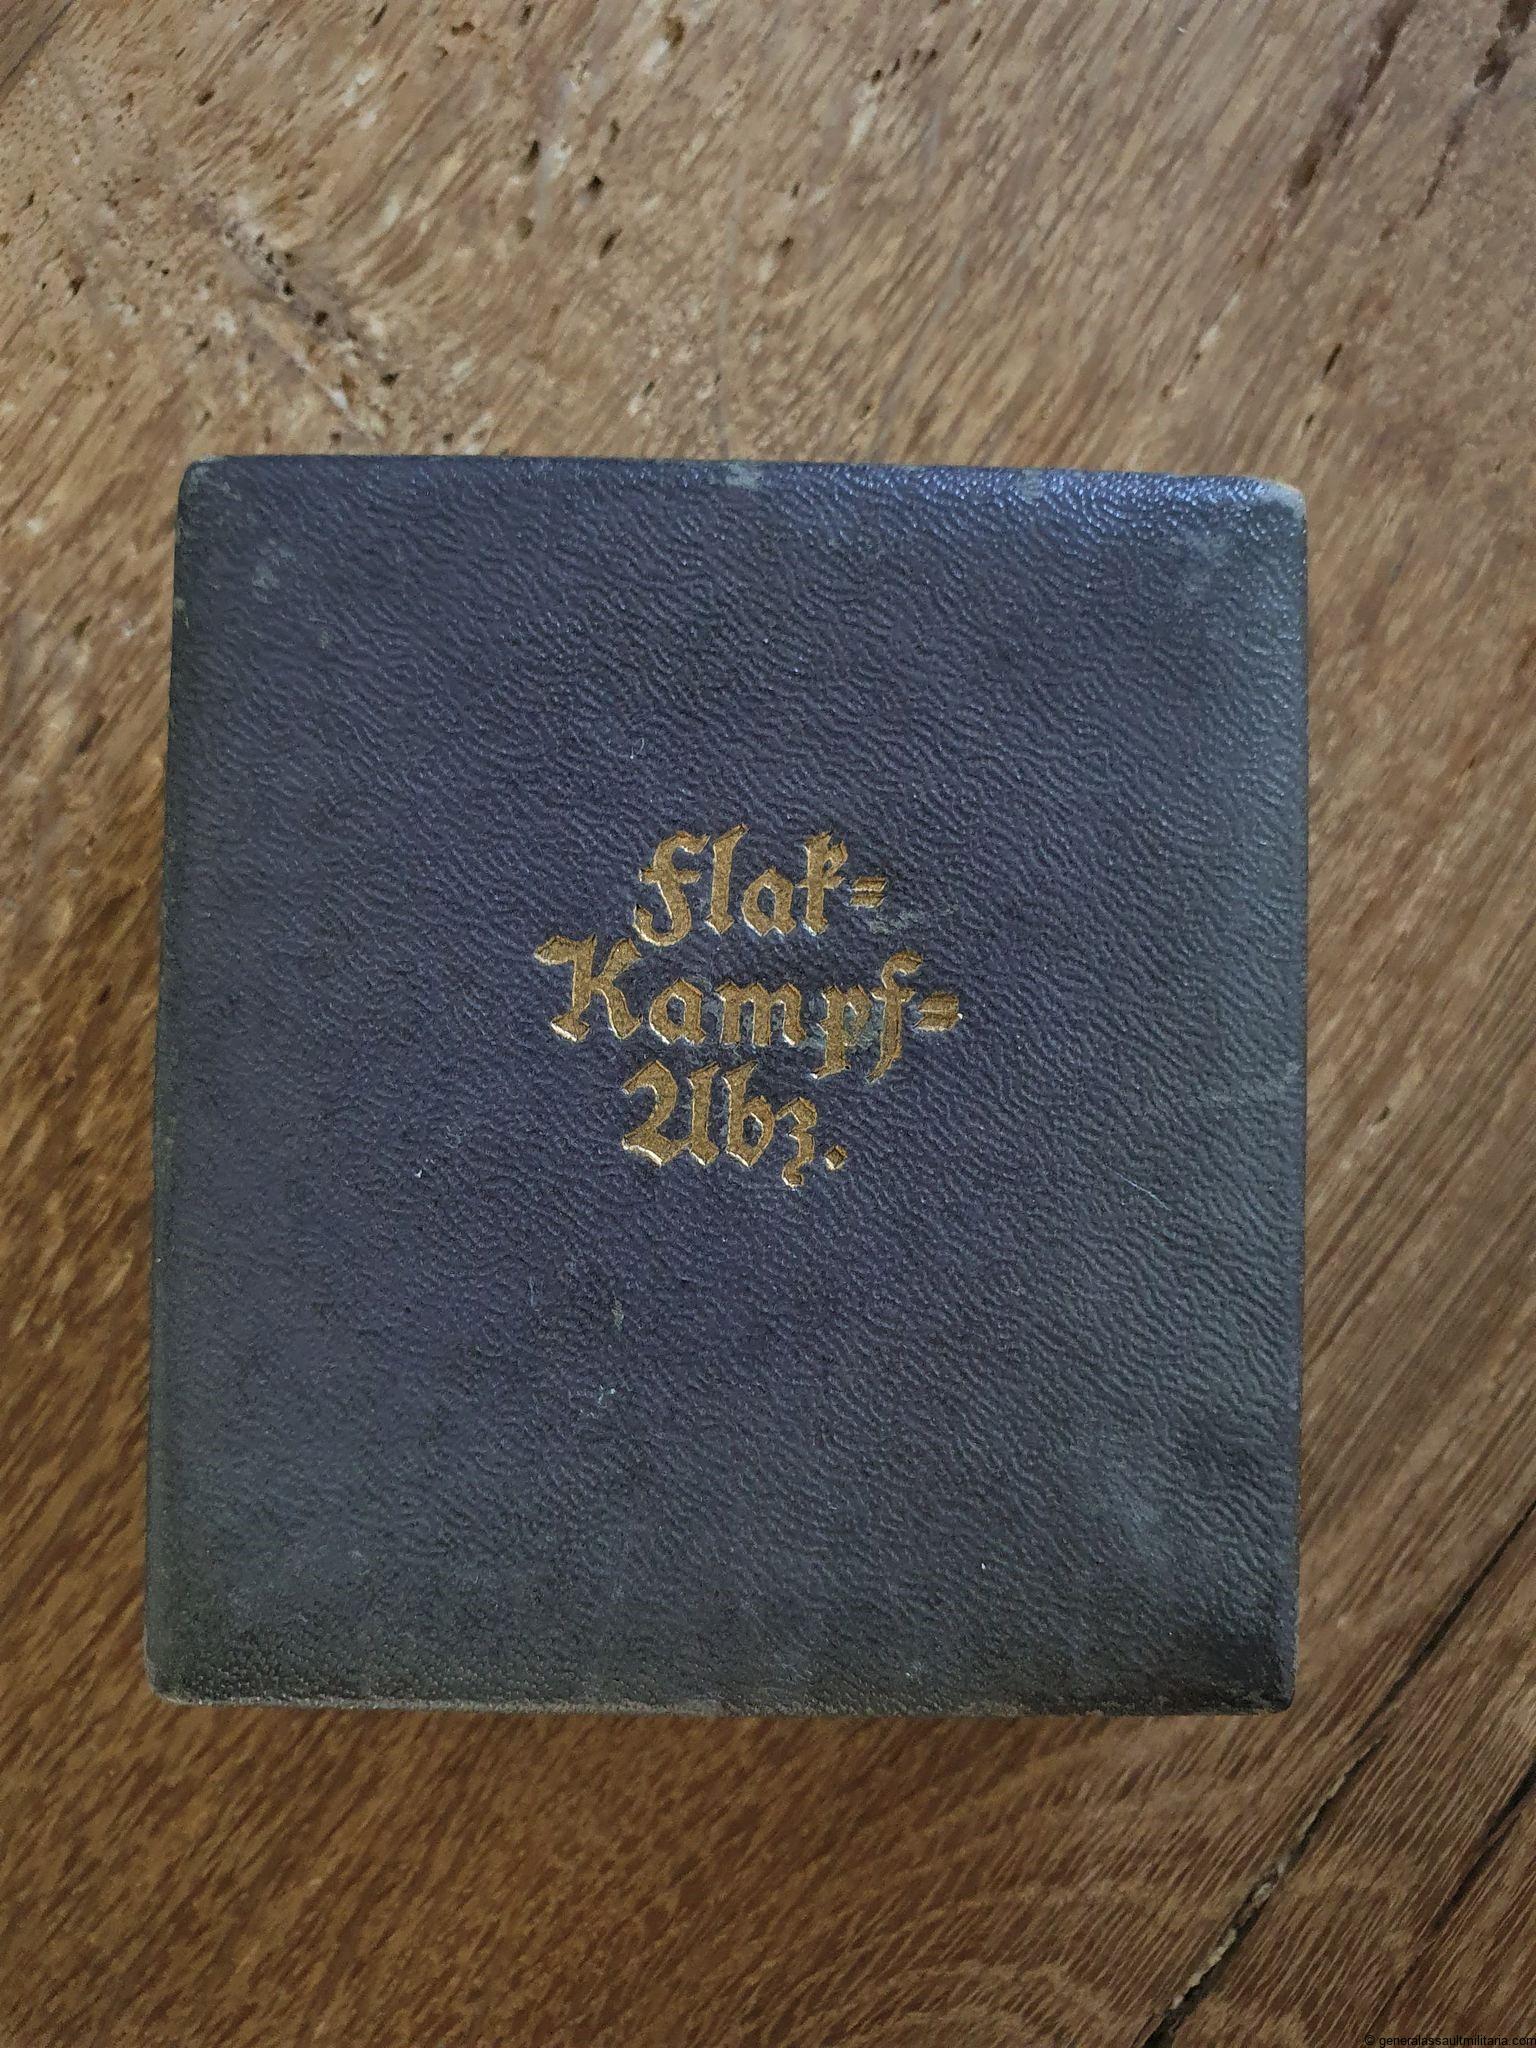 Flak-
Kampf-
Abz.
© generalassaultmilitaria.com